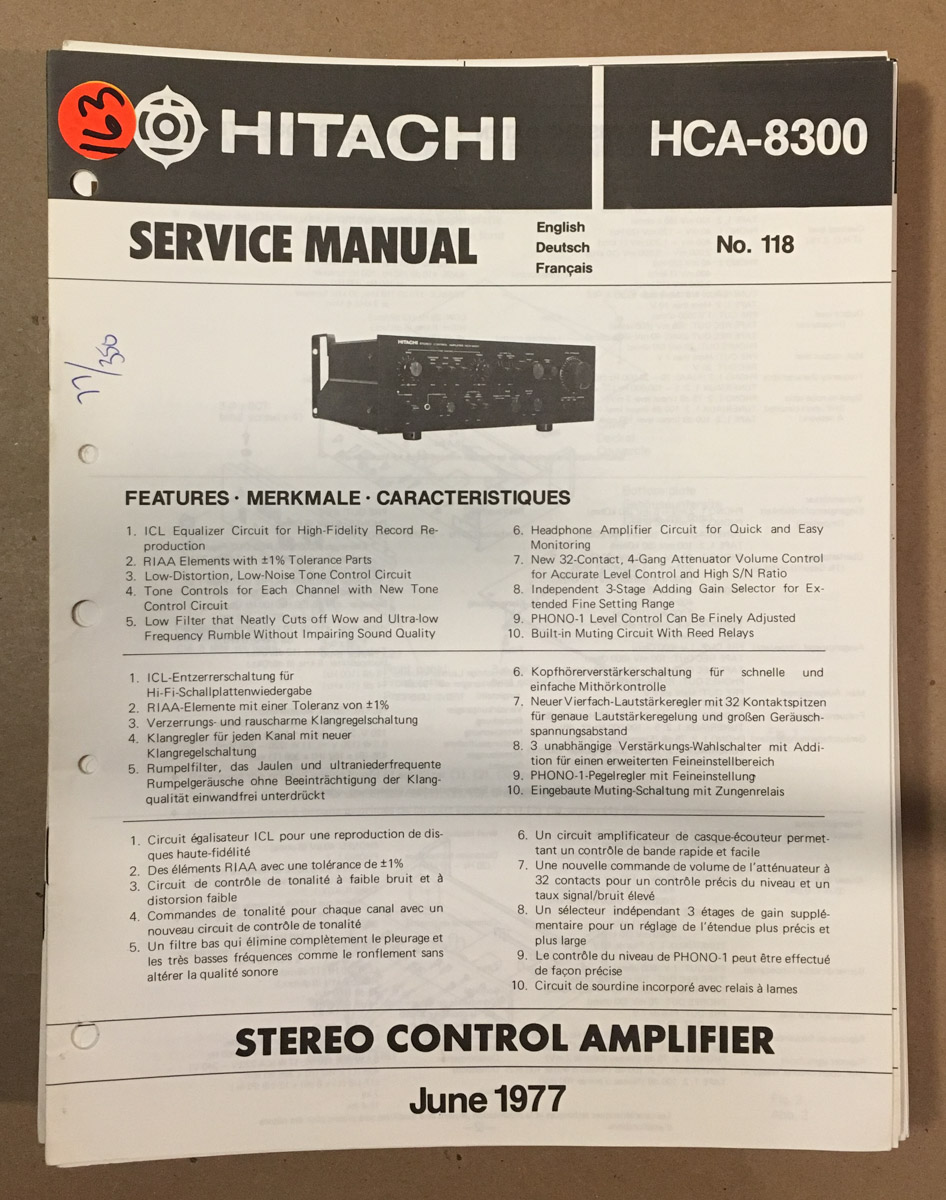 163
HITACHI
HCA-8300
SERVICE MANUAL
English
Deutsch
Français
No. 118
77/350
HITACHI
FEATURES · MERKMALE · CARACTERISTIQUES
1. ICL Equalizer Circuit for High-Fidelity Record Re-
production
2. RIAA Elements with ±1% Tolerance Parts
3. Low-Distortion, Low-Noise Tone Control Circuit
4. Tone Controls for Each Channel with New Tone
Control Circuit
5. Low Filter that Neatly Cuts off Wow and Ultra-low
Frequency Rumble Without Impairing Sound Quality
6. Headphone Amplifier Circuit for Quick and Easy
Monitoring
7. New 32-Contact, 4-Gang Attenuator Volume Control
for Accurate Level Control and High S/N Ratio
8. Independent 3-Stage Adding Gain Selector for Ex-
tended Fine Setting Range
9. PHONO-1 Level Control Can Be Finely Adjusted
10. Built-in Muting Circuit With Reed Relays
1. ICL-Entzerrerschaltung für
Hi-Fi-Schallplattenwiedergabe
2. RIAA-Elemente mit einer Toleranz von ±1%
3. Verzerrungs- und rauscharme Klangregelschaltung
4. Klangregler für jeden Kanal mit neuer
Klangregelschaltung
5. Rumpelfilter, das Jaulen und ultraniederfrequente
Rumpelgeräusche ohne Beeinträchtigung der Klang-
qualität einwandfrei unterdrückt
6. Kopfhörerverstärkerschaltung für schnelle und
einfache Mithörkontrolle
7. Neuer Vierfach-Lautstärkeregler mit 32 Kontaktspitzen
für genaue Lautstärkeregelung und großen Geräusch-
spannungsabstand
8. 3 unabhängige Verstärkungs-Wahlschalter mit Addi-
tion für einen erweiterten Feineinstellbereich
9. PHONO-1-Pegelregler mit Feineinstellung
10. Eingebaute Muting-Schaltung mit Zungenrelais
1. Circuit égalisateur ICL pour une reproduction de dis-
ques haute-fidélité
2. Des éléments RIAA avec une tolérance de ±1%
3. Circuit de contrôle de tonalité à faible bruit et à
distorsion faible
4. Commandes de tonalité pour chaque canal avec un
nouveau circuit de contrôle de tonalité
5. Un filtre bas qui élimine complètement le pleurage et
les très basses fréquences comme le ronflement sans
altérer la qualité sonore
6. Un circuit amplificateur de casque-écouteur permet-
tant un contrôle de bande rapide et facile
7. Une nouvelle commande de volume de l'atténuateur à
32 contacts pour un contrôle précis du niveau et un
taux signal/bruit élevé
8. Un sélecteur indépendant 3 étages de gain supplé-
mentaire pour un réglage de l'étendue plus précis et
plus large
9. Le contrôle du niveau de PHONO-1 peut être effectué
de façon précise
10. Circuit de sourdine incorporé avec relais à lames
STEREO CONTROL AMPLIFIER
June 1977